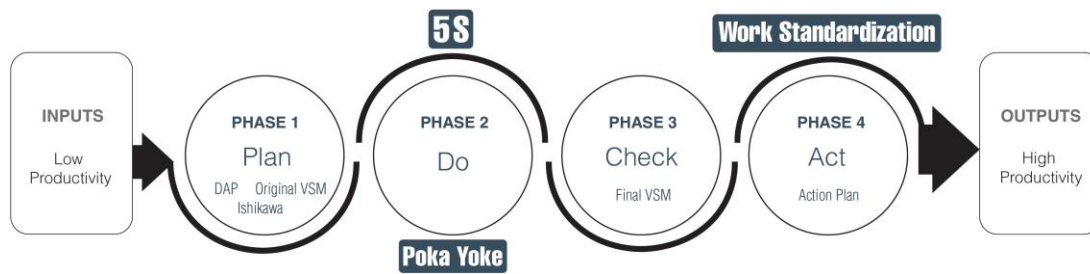 5S
Work Standardization
INPUTS
Low
Productivity
PHASE 1
Plan
DAP Original VSM
Ishikawa
PHASE 2
Do
Poka Yoke
PHASE 3
Check
Final VSM
PHASE 4
Act
Action Plan
OUTPUTS
High
Productivity